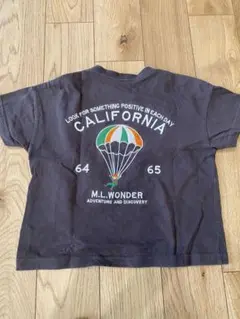 LOOK FOR SOMETHING POSITIVE IN EACH DAY
CALIFORNIA
64 65
M.L.WONDER
ADVENTURE AND DISCOVERY